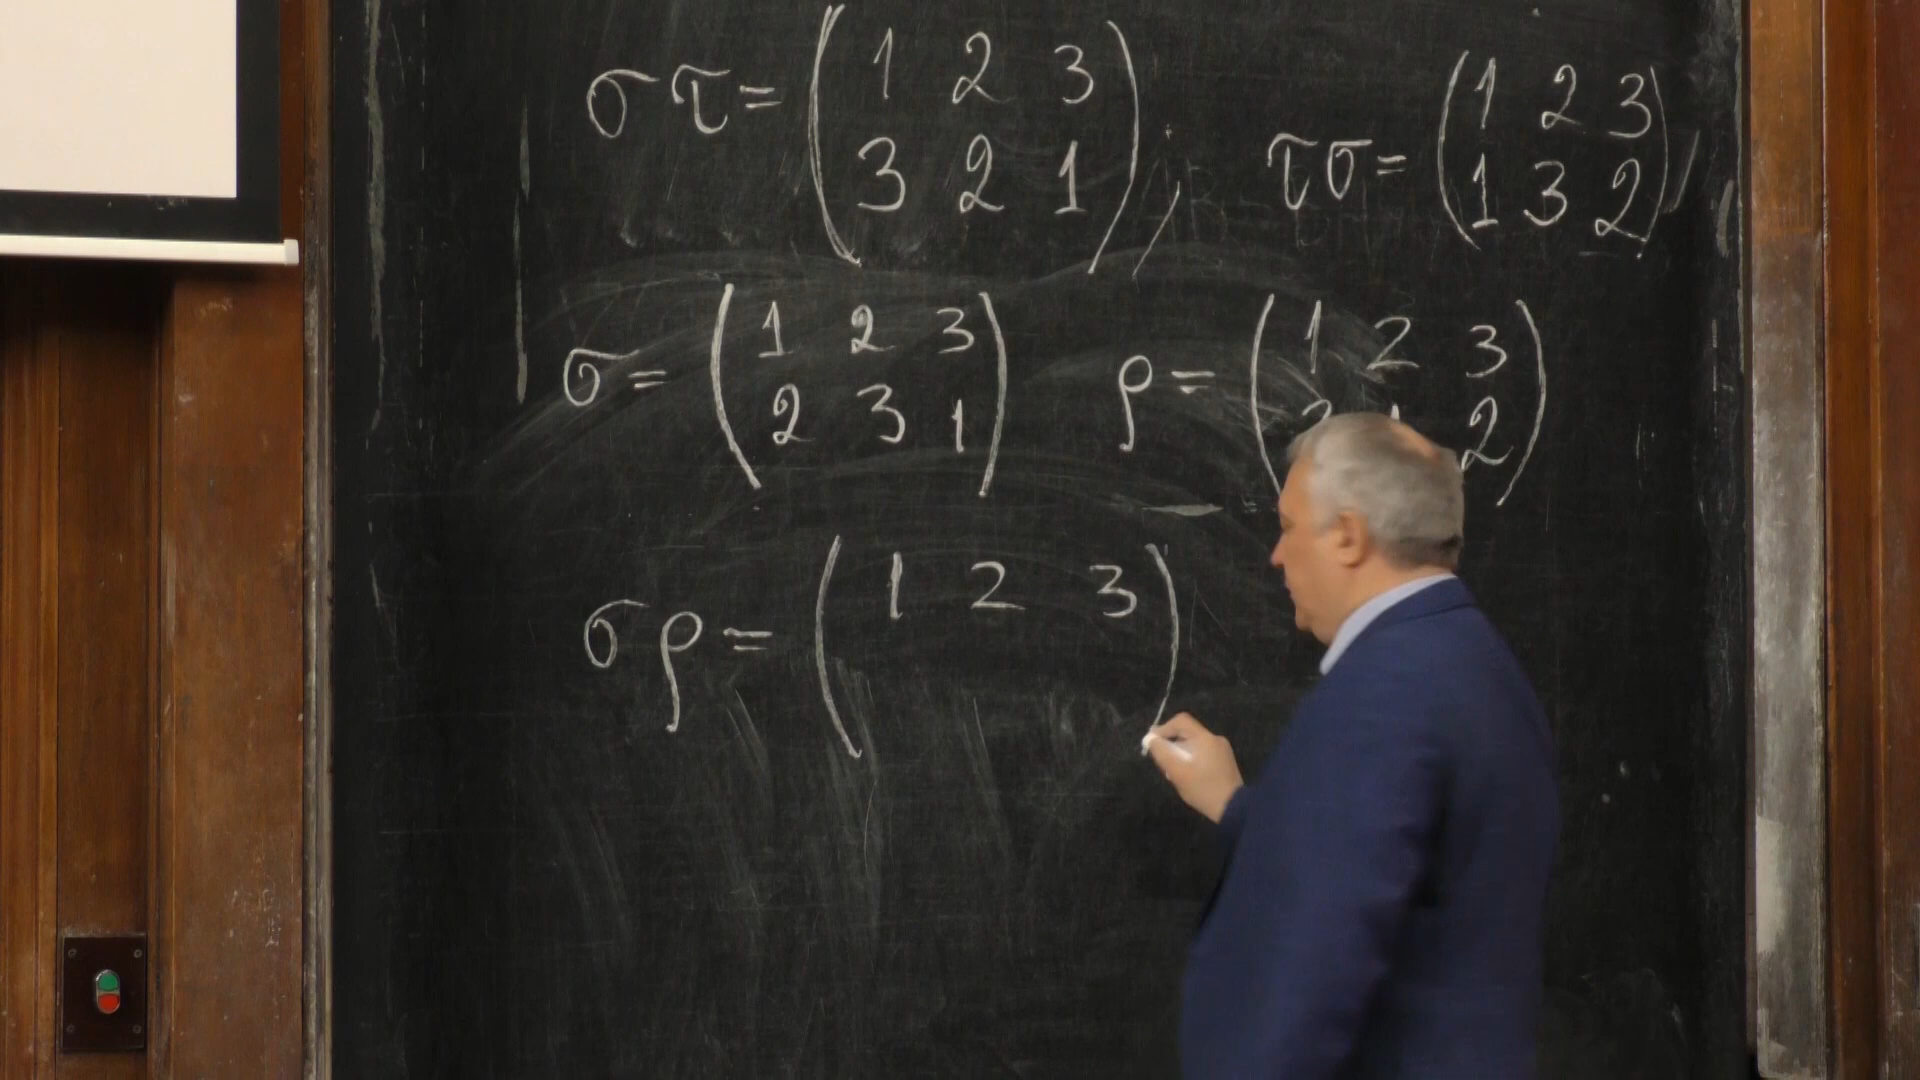 στ = ( 1 2 3 ) , τσ = ( 1 2 3 )
( 3 2 1 ) ( 1 3 2 )
σ = ( 1 2 3 ) ρ = ( 1 2 3 )
( 2 3 1 ) ( 2 )
σρ = ( 1 2 3 )